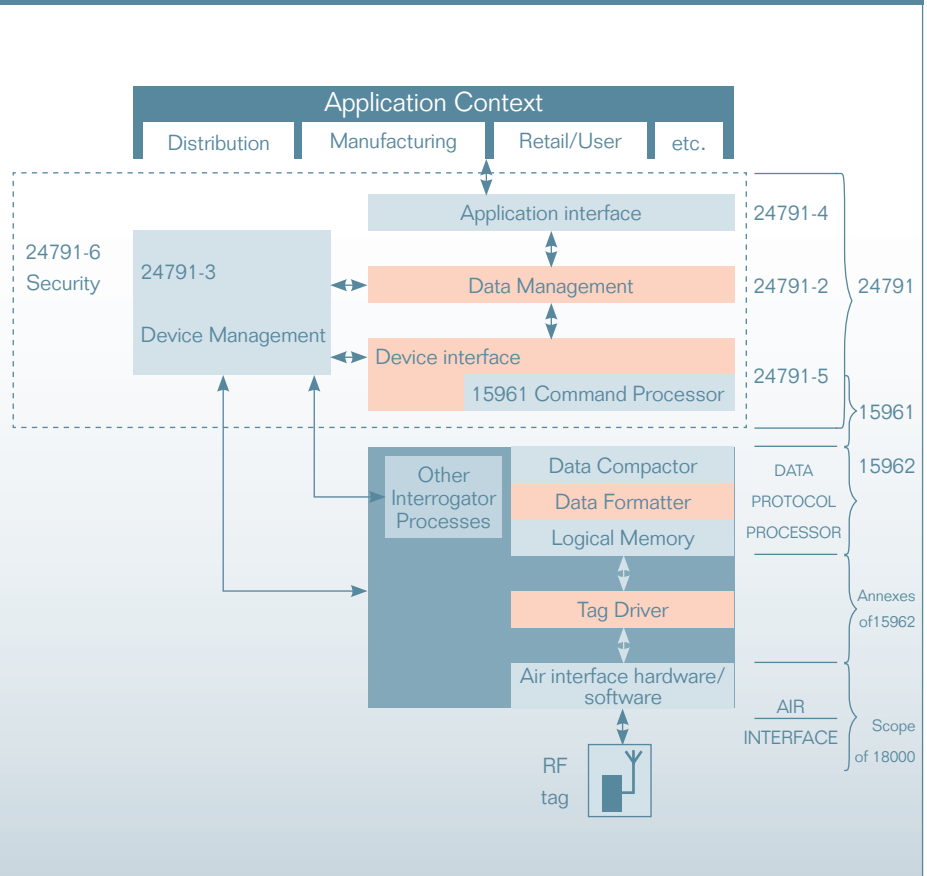 Application Context
Distribution
Manufacturing
Retail/User
etc.
24791-6
Security
24791-3
Device Management
Application interface
Data Management
Device interface
15961 Command Processor
24791-4
24791-2
24791
24791-5
15961
Other
Interrogator
Processes
Data Compactor
Data Formatter
Logical Memory
DATA
PROTOCOL
PROCESSOR
15962
Tag Driver
Annexes
of15962
Air interface hardware/
software
AIR
INTERFACE
Scope
of 18000
RF
tag